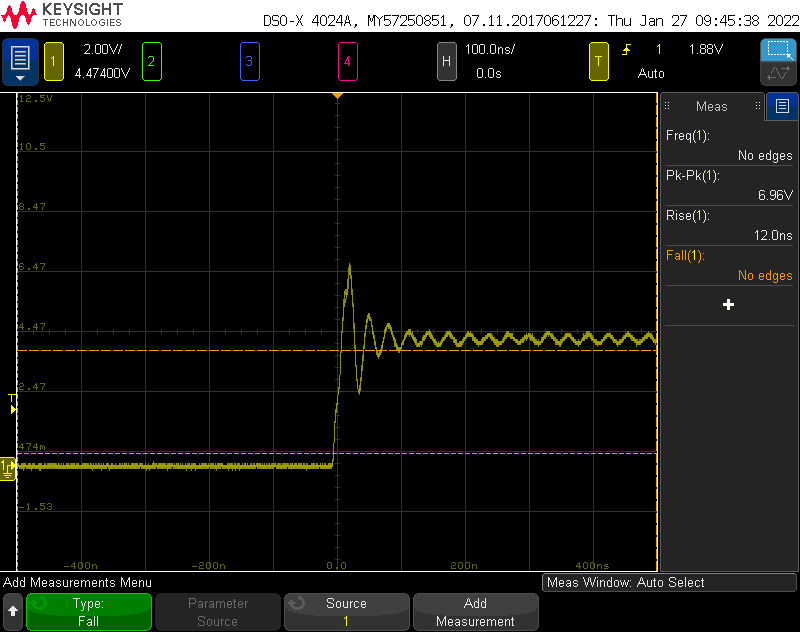 KEYSIGHT
TECHNOLOGIES
DSO-X 4024A, MY57250851, 07.11.2017061227: Thu Jan 27 09:45:38 2022
1 2.00V/ 2 3 4 H 100.0ns/ T 1 1.88V
4.47400V 0.0s Auto
12.5V
10.5
8.47
6.47
4.47
2.47
474m
-1.53
T
1
-400n -200n 0.0 200n 400ns
Meas
Freq(1):
No edges
Pk-Pk(1):
6.96V
Rise(1):
12.0ns
Fall(1):
No edges
+
Add Measurements Menu
Meas Window: Auto Select
Type:
Fall
Parameter
Source
Source
1
Add
Measurement